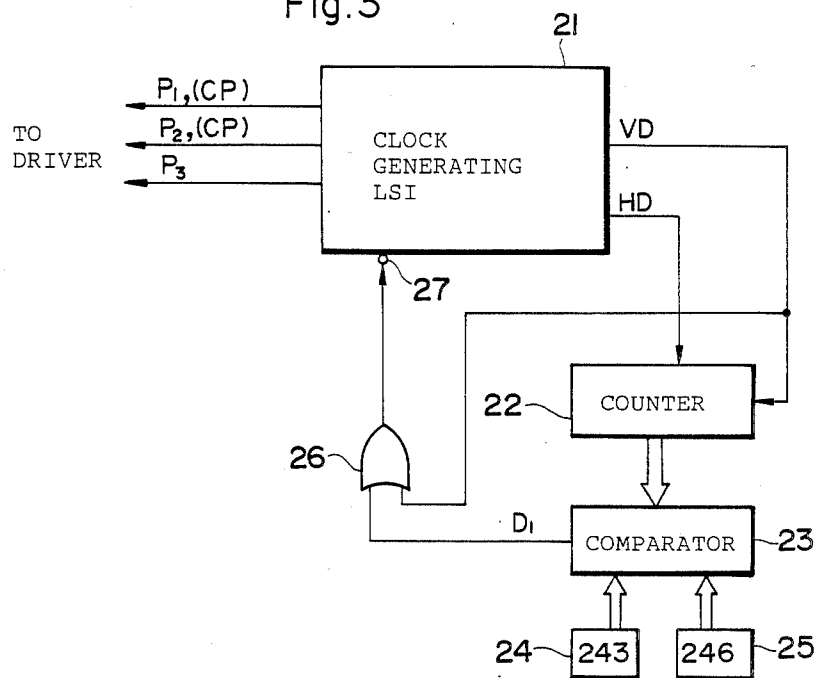 Fig.3
21
P1,(CP)
P2,(CP)
P3
TO
DRIVER
CLOCK
GENERATING
LSI
VD
HD
27
22
COUNTER
26
D1
COMPARATOR
23
24
243
246
25